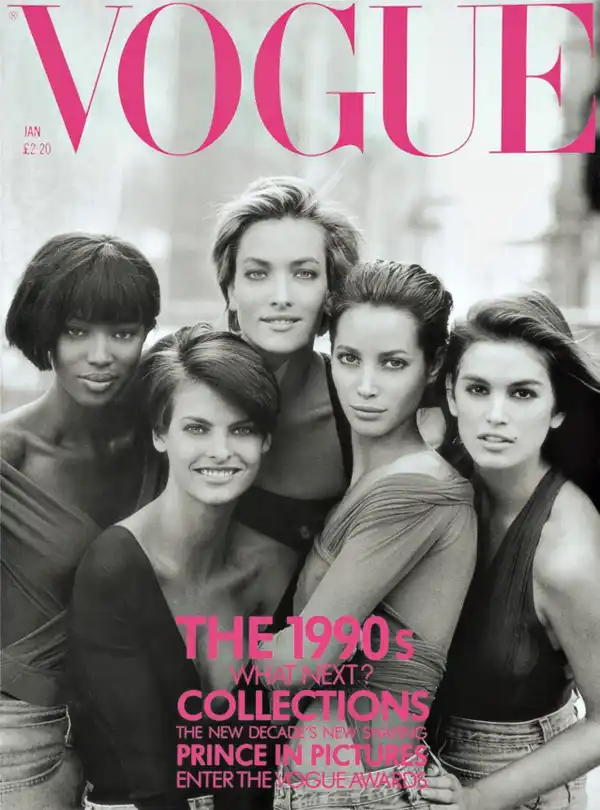 VOGUE
®
JAN
£2·20
THE 1990s
WHAT NEXT?
COLLECTIONS
THE NEW DECADE'S NEW SHAPING
PRINCE IN PICTURES
ENTER THE VOGUE AWARDS